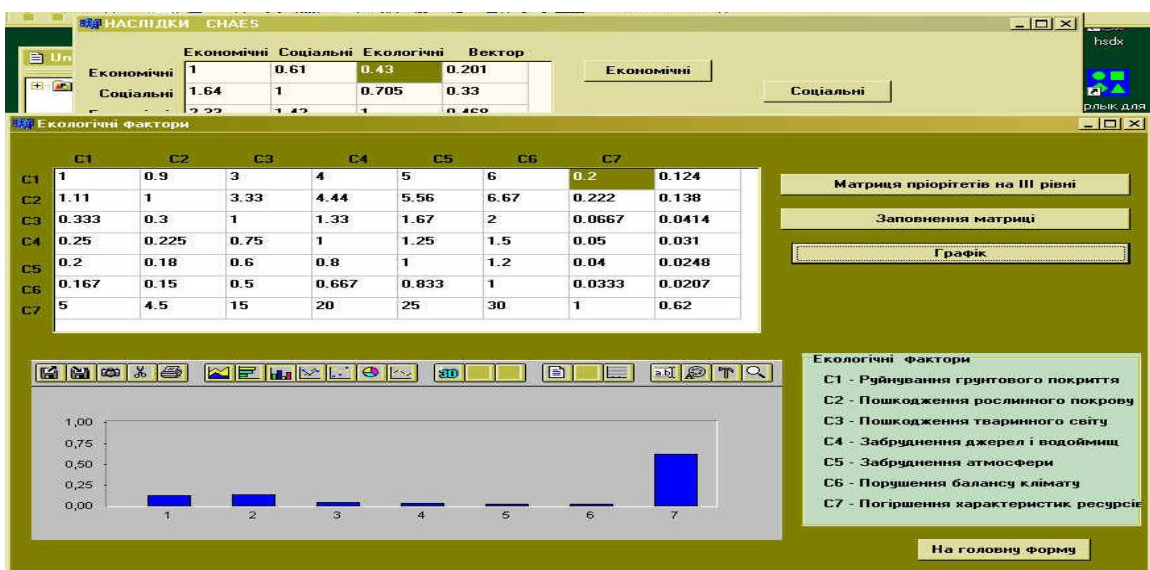 НАСЛІДКИ CHAES
hsdx
Un
Економічні Соціальні Екологічні Вектор
Економічні 1 0.61 0.43 0.201
Економічні
Соціальні 1.64 1 0.705 0.33
Соціальні
рлык для
Екологічні фактори
C1 C2 C3 C4 C5 C6 C7
C1 1 0.9 3 4 5 6 0.2 0.124
C2 1.11 1 3.33 4.44 5.56 6.67 0.222 0.138
C3 0.333 0.3 1 1.33 1.67 2 0.0667 0.0414
C4 0.25 0.225 0.75 1 1.25 1.5 0.05 0.031
C5 0.2 0.18 0.6 0.8 1 1.2 0.04 0.0248
C6 0.167 0.15 0.5 0.667 0.833 1 0.0333 0.0207
C7 5 4.5 15 20 25 30 1 0.62
Матриця пріорітетів на III рівні
Заповнення матриці
Графік
3D
ab
1,00
0,75
0,50
0,25
0,00
1 2 3 4 5 6 7
Екологічні фактори
C1 - Руйнування грунтового покриття
C2 - Пошкодження рослинного покрову
C3 - Пошкодження тваринного світу
C4 - Забруднення джерел і водоймищ
C5 - Забруднення атмосфери
C6 - Порушення балансу клімату
C7 - Погіршення характеристик ресурсів
На головну форму